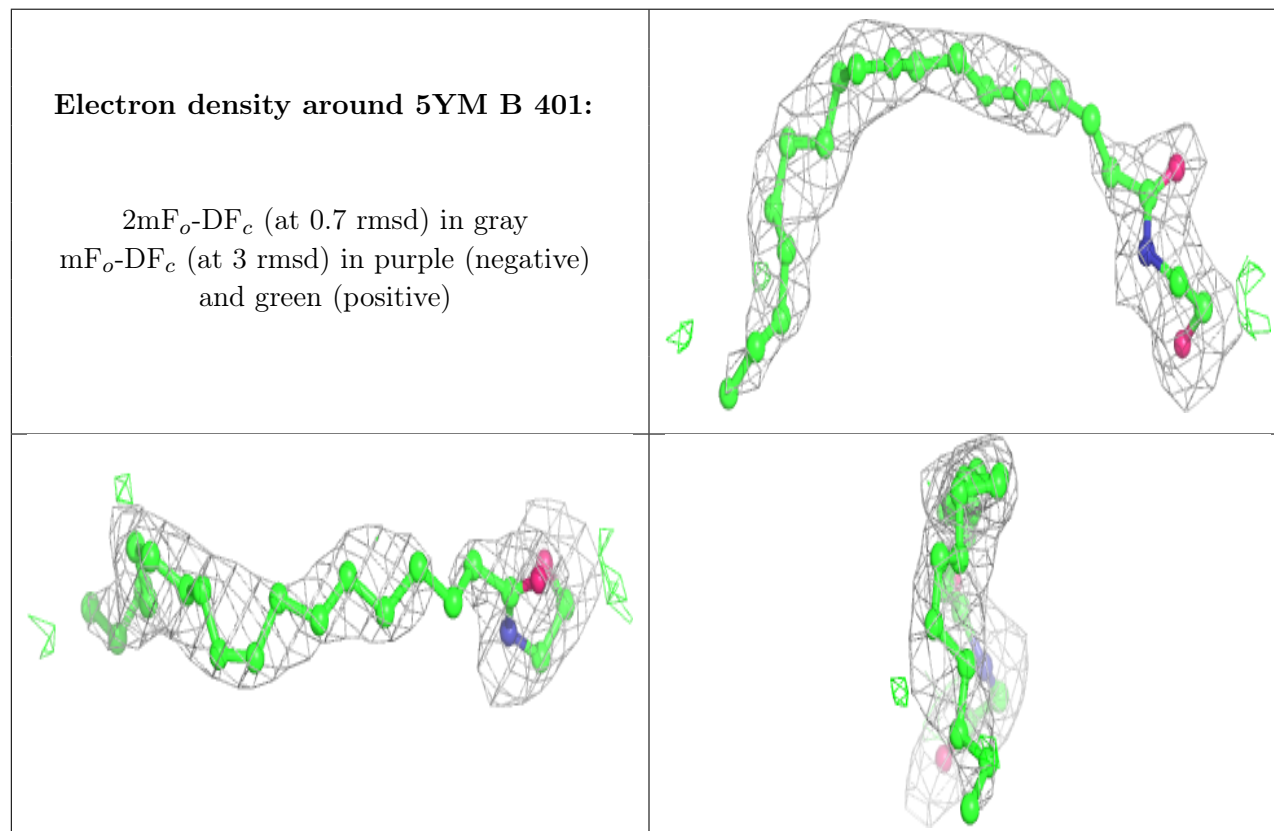 Electron density around 5YM B 401:
2mFo-DFc (at 0.7 rmsd) in gray
mFo-DFc (at 3 rmsd) in purple (negative)
and green (positive)